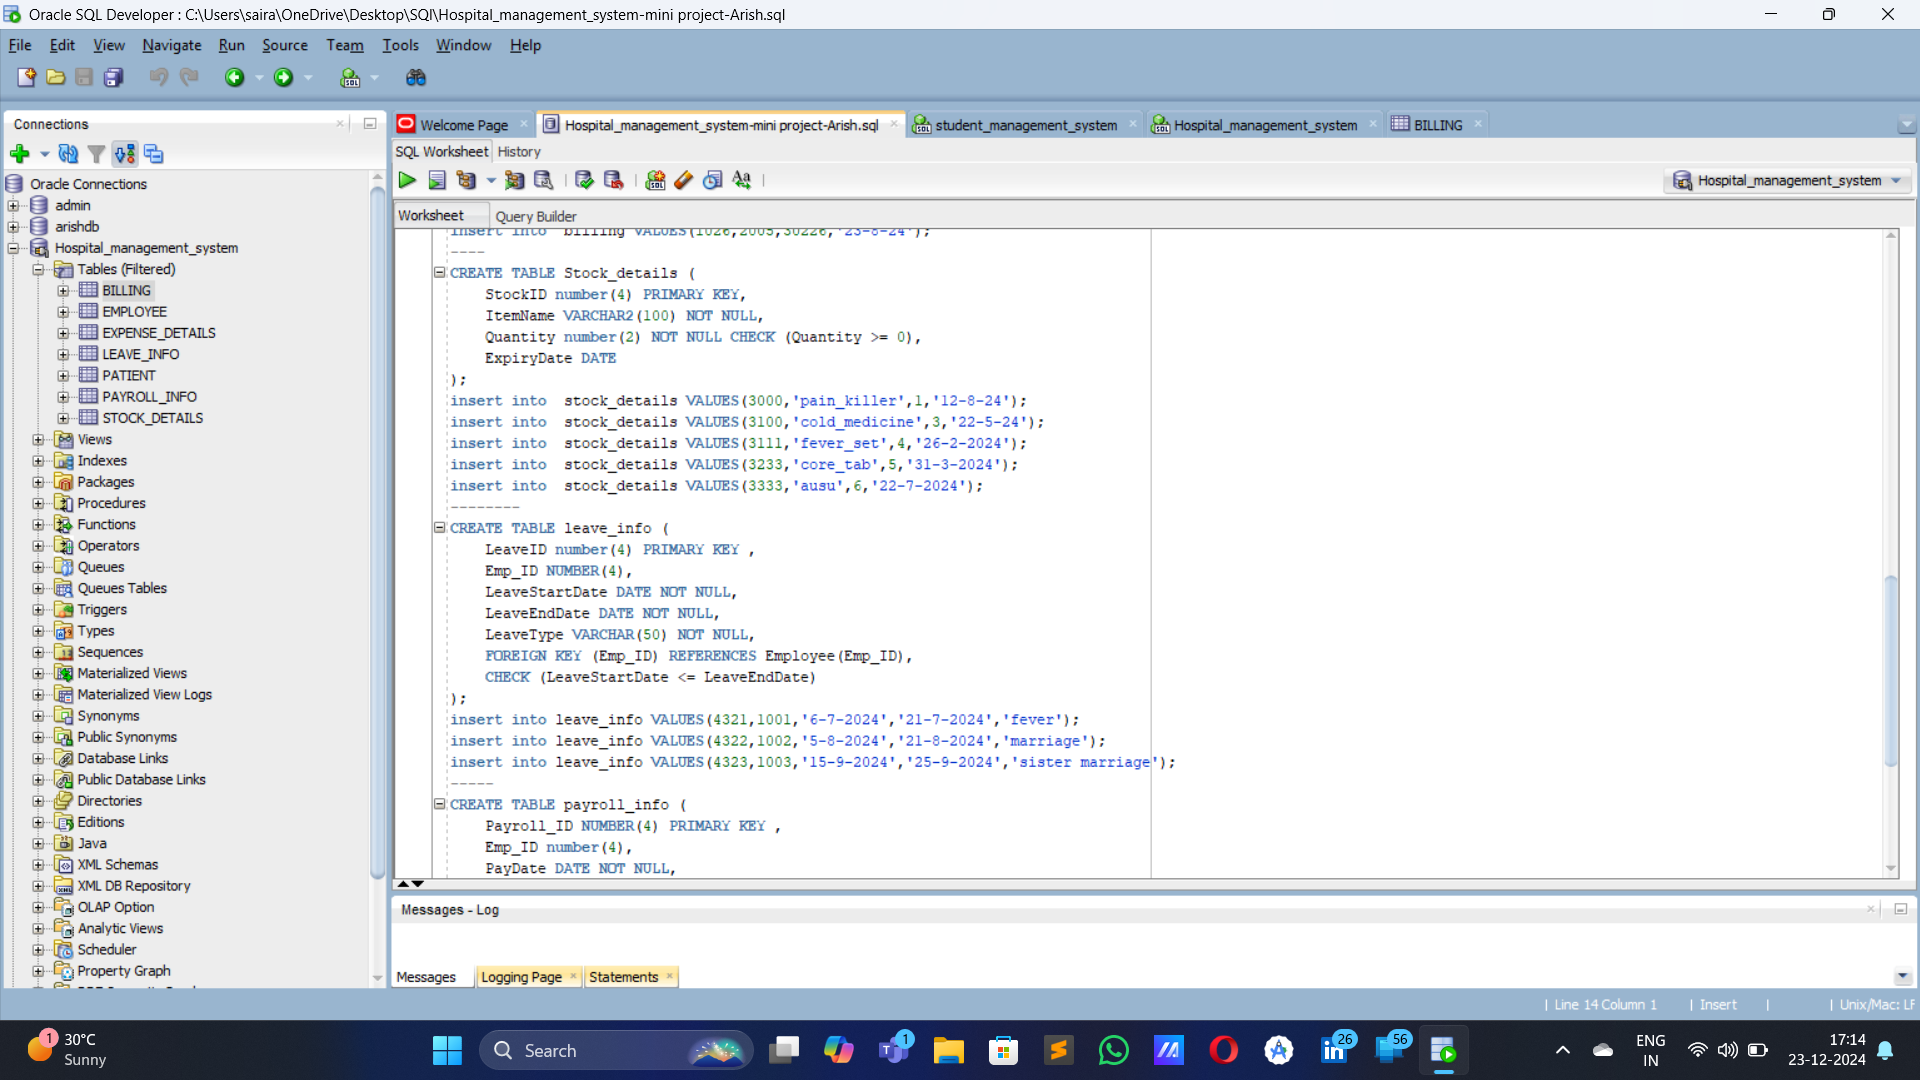 Oracle SQL Developer : C:\Users\saira\OneDrive\Desktop\SQl\Hospital_management_system-mini project-Arish.sql
File Edit View Navigate Run Source Team Tools Window Help
Connections
Welcome Page
Hospital_management_system-mini project-Arish.sql
student_management_system
Hospital_management_system
BILLING
SQL Worksheet History
Hospital_management_system
Worksheet Query Builder
Oracle Connections
admin
arishdb
Hospital_management_system
Tables (Filtered)
BILLING
EMPLOYEE
EXPENSE_DETAILS
LEAVE_INFO
PATIENT
PAYROLL_INFO
STOCK_DETAILS
Views
Indexes
Packages
Procedures
Functions
Operators
Queues
Queues Tables
Triggers
Types
Sequences
Materialized Views
Materialized View Logs
Synonyms
Public Synonyms
Database Links
Public Database Links
Directories
Editions
Java
XML Schemas
XML DB Repository
OLAP Option
Analytic Views
Scheduler
Property Graph
insert into  billing VALUES(1026,2005,30226,'23-8-24');
----
CREATE TABLE Stock_details (
    StockID number(4) PRIMARY KEY,
    ItemName VARCHAR2(100) NOT NULL,
    Quantity number(2) NOT NULL CHECK (Quantity >= 0),
    ExpiryDate DATE
);
insert into  stock_details VALUES(3000,'pain_killer',1,'12-8-24');
insert into  stock_details VALUES(3100,'cold_medicine',3,'22-5-24');
insert into  stock_details VALUES(3111,'fever_set',4,'26-2-2024');
insert into  stock_details VALUES(3233,'core_tab',5,'31-3-2024');
insert into  stock_details VALUES(3333,'ausu',6,'22-7-2024');
--------
CREATE TABLE leave_info (
    LeaveID number(4) PRIMARY KEY ,
    Emp_ID NUMBER(4),
    LeaveStartDate DATE NOT NULL,
    LeaveEndDate DATE NOT NULL,
    LeaveType VARCHAR(50) NOT NULL,
    FOREIGN KEY (Emp_ID) REFERENCES Employee(Emp_ID),
    CHECK (LeaveStartDate <= LeaveEndDate)
);
insert into leave_info VALUES(4321,1001,'6-7-2024','21-7-2024','fever');
insert into leave_info VALUES(4322,1002,'5-8-2024','21-8-2024','marriage');
insert into leave_info VALUES(4323,1003,'15-9-2024','25-9-2024','sister marriage');
-----
CREATE TABLE payroll_info (
    Payroll_ID NUMBER(4) PRIMARY KEY ,
    Emp_ID number(4),
    PayDate DATE NOT NULL,
Messages - Log
Messages Logging Page Statements
Line 14 Column 1 | Insert | | Unix/Mac: LF
1
30°C
Sunny
Search
1
26
56
ENG
IN
17:14
23-12-2024